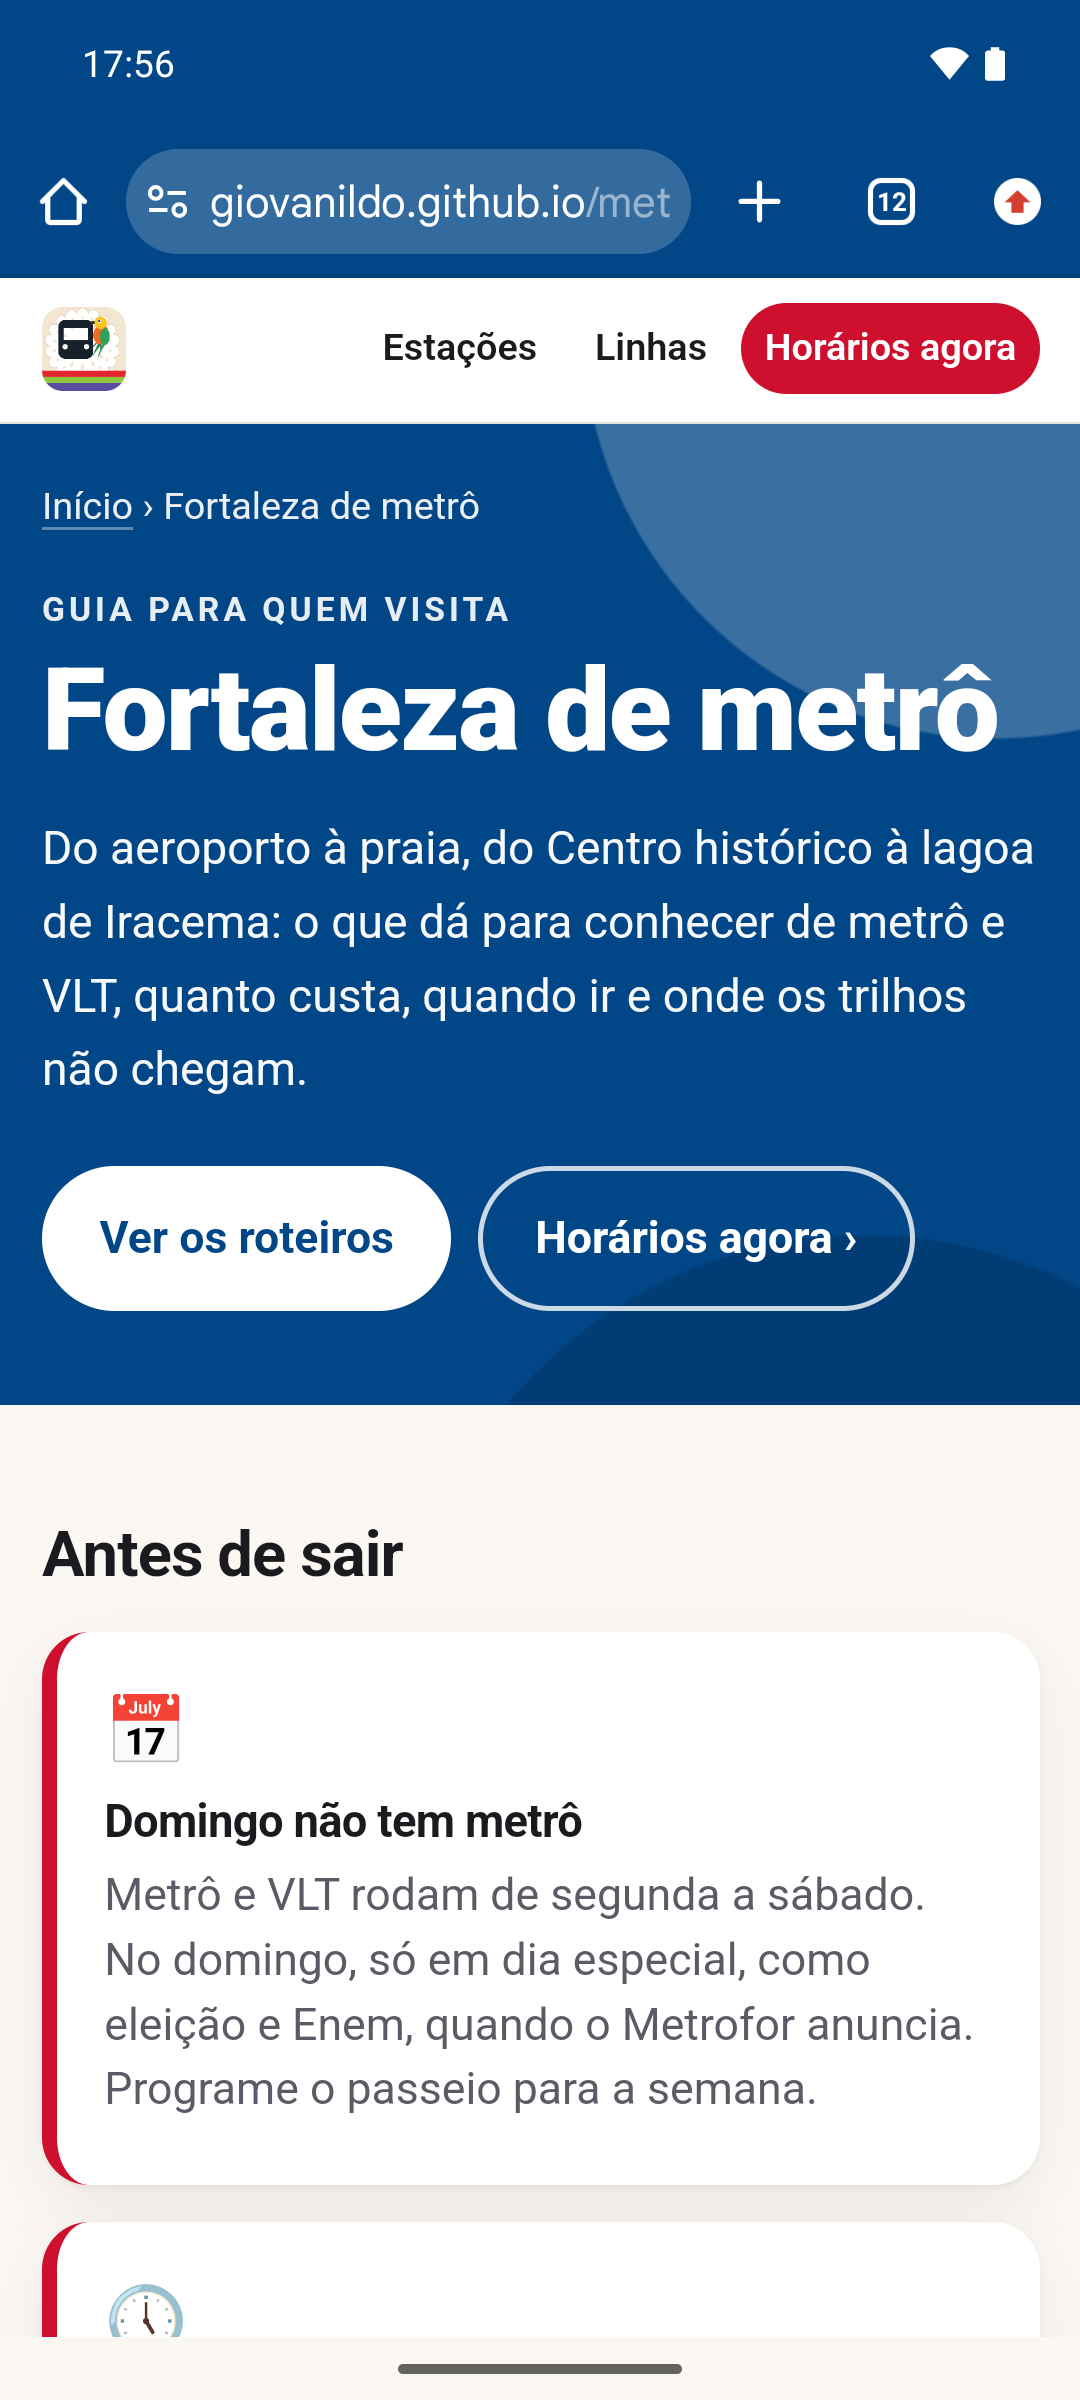 17:56
giovanildo.github.io/met
12
Estações
Linhas
Horários agora
Início › Fortaleza de metrô
GUIA PARA QUEM VISITA
Fortaleza de metrô
Do aeroporto à praia, do Centro histórico à lagoa
de Iracema: o que dá para conhecer de metrô e
VLT, quanto custa, quando ir e onde os trilhos
não chegam.
Ver os roteiros
Horários agora ›
Antes de sair
July
17
Domingo não tem metrô
Metrô e VLT rodam de segunda a sábado.
No domingo, só em dia especial, como
eleição e Enem, quando o Metrofor anuncia.
Programe o passeio para a semana.